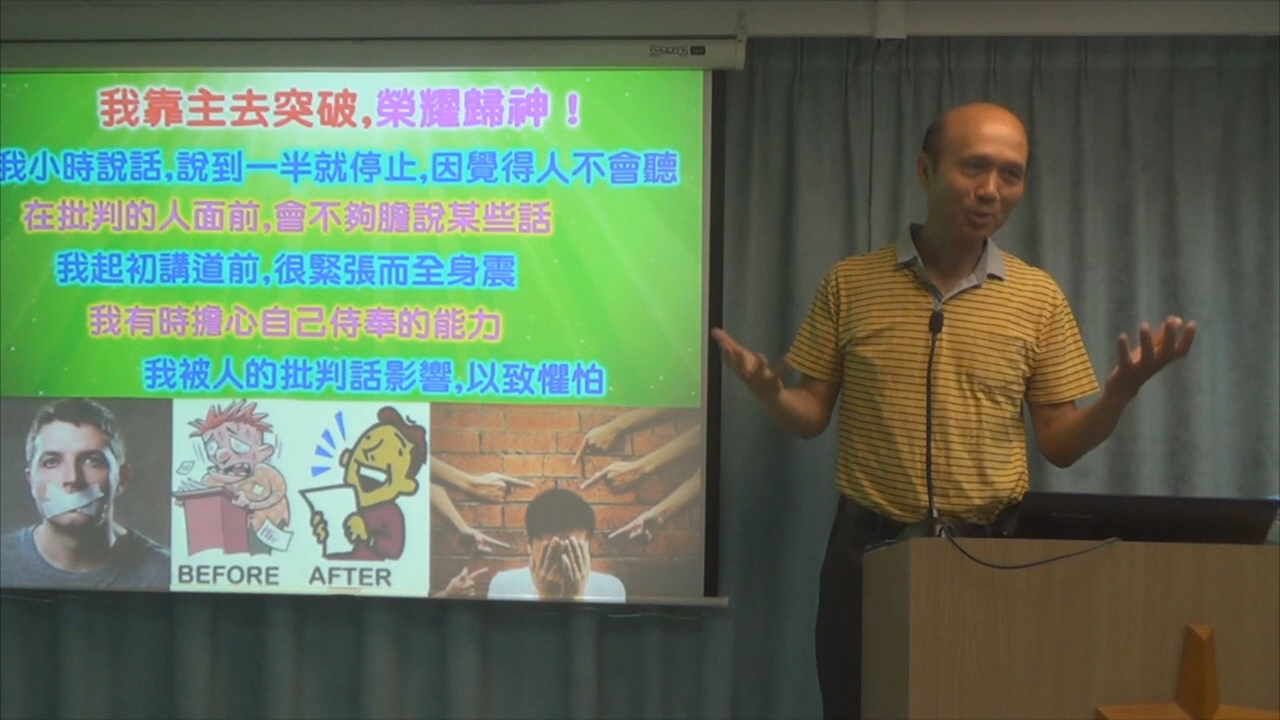 我靠主去突破,榮耀歸神！
我小時說話,說到一半就停止,因覺得人不會聽
在批判的人面前,會不夠膽說某些話
我起初講道前,很緊張而全身震
我有時擔心自己侍奉的能力
我被人的批判話影響,以致懼怕
BEFORE AFTER